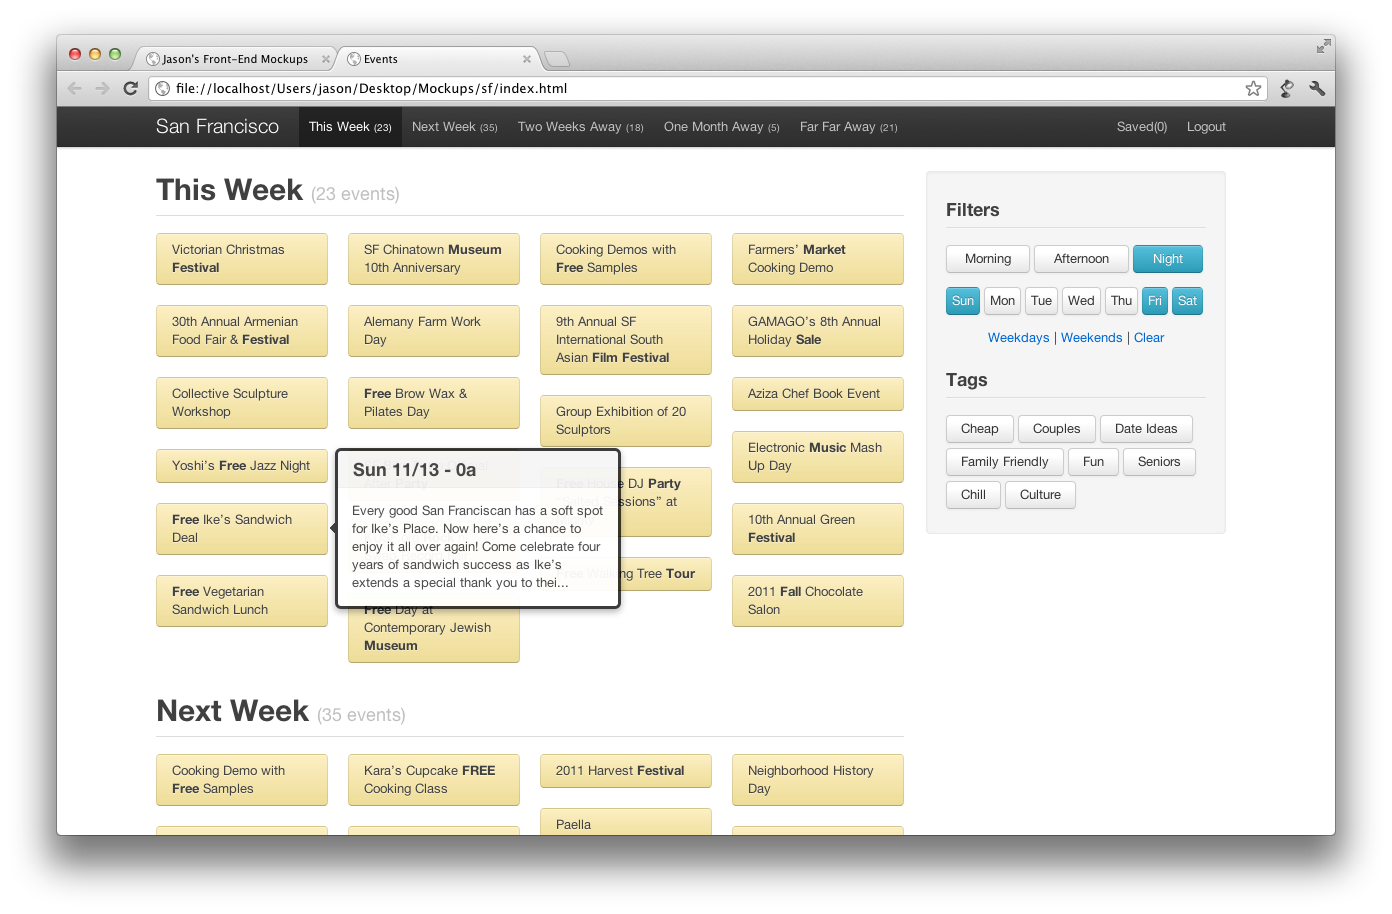 Jason's Front-End Mockups
Events
file://localhost/Users/jason/Desktop/Mockups/sf/index.html
San Francisco
This Week (23)
Next Week (35)
Two Weeks Away (18)
One Month Away (5)
Far Far Away (21)
Saved(0)
Logout
This Week (23 events)
Victorian Christmas
Festival
30th Annual Armenian
Food Fair & Festival
Collective Sculpture
Workshop
Yoshi's Free Jazz Night
Free Ike's Sandwich
Deal
Free Vegetarian
Sandwich Lunch
SF Chinatown Museum
10th Anniversary
Alemany Farm Work
Day
Free Brow Wax &
Pilates Day
After Party
Sun 11/13 - 0a
Every good San Franciscan has a soft spot
for Ike's Place. Now here's a chance to
enjoy it all over again! Come celebrate four
years of sandwich success as Ike's
extends a special thank you to thei...
Free Day at
Contemporary Jewish
Museum
Cooking Demos with
Free Samples
9th Annual SF
International South
Asian Film Festival
Group Exhibition of 20
Sculptors
Free House DJ Party
"Suited Sessions" at
Free Walking Tree Tour
Farmers' Market
Cooking Demo
GAMAGO's 8th Annual
Holiday Sale
Aziza Chef Book Event
Electronic Music Mash
Up Day
10th Annual Green
Festival
2011 Fall Chocolate
Salon
Next Week (35 events)
Cooking Demo with
Free Samples
Kara's Cupcake FREE
Cooking Class
2011 Harvest Festival
Paella
Neighborhood History
Day
Filters
Morning
Afternoon
Night
Sun
Mon
Tue
Wed
Thu
Fri
Sat
Weekdays | Weekends | Clear
Tags
Cheap
Couples
Date Ideas
Family Friendly
Fun
Seniors
Chill
Culture